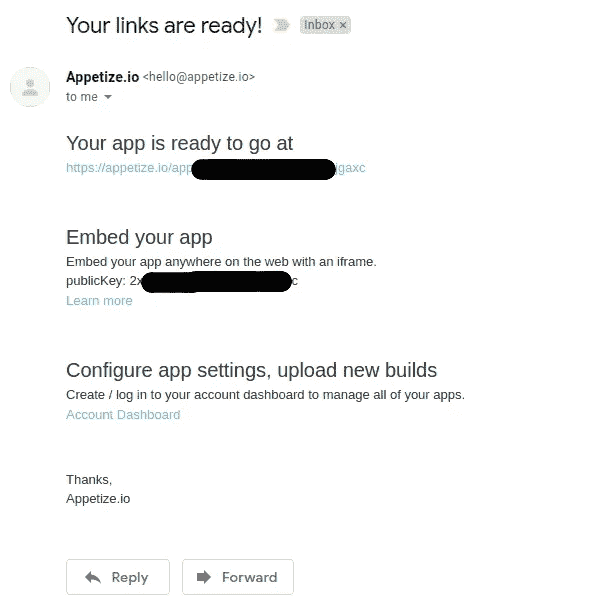 Your links are ready!
Inbox ×
Appetize.io <hello@appetize.io>
to me
Your app is ready to go at
https://appetize.io/app jgaxc
Embed your app
Embed your app anywhere on the web with an iframe.
publicKey: 2x c
Learn more
Configure app settings, upload new builds
Create / log in to your account dashboard to manage all of your apps.
Account Dashboard
Thanks,
Appetize.io
Reply
Forward